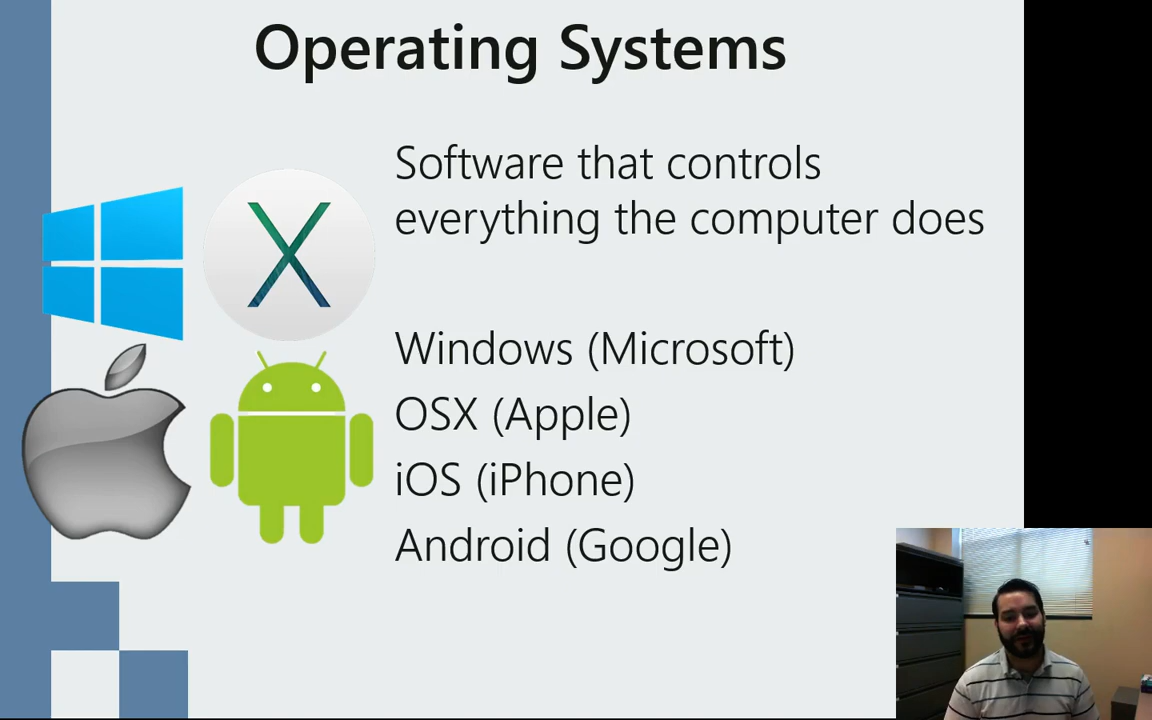 Operating Systems
Software that controls
everything the computer does
Windows (Microsoft)
OSX (Apple)
iOS (iPhone)
Android (Google)